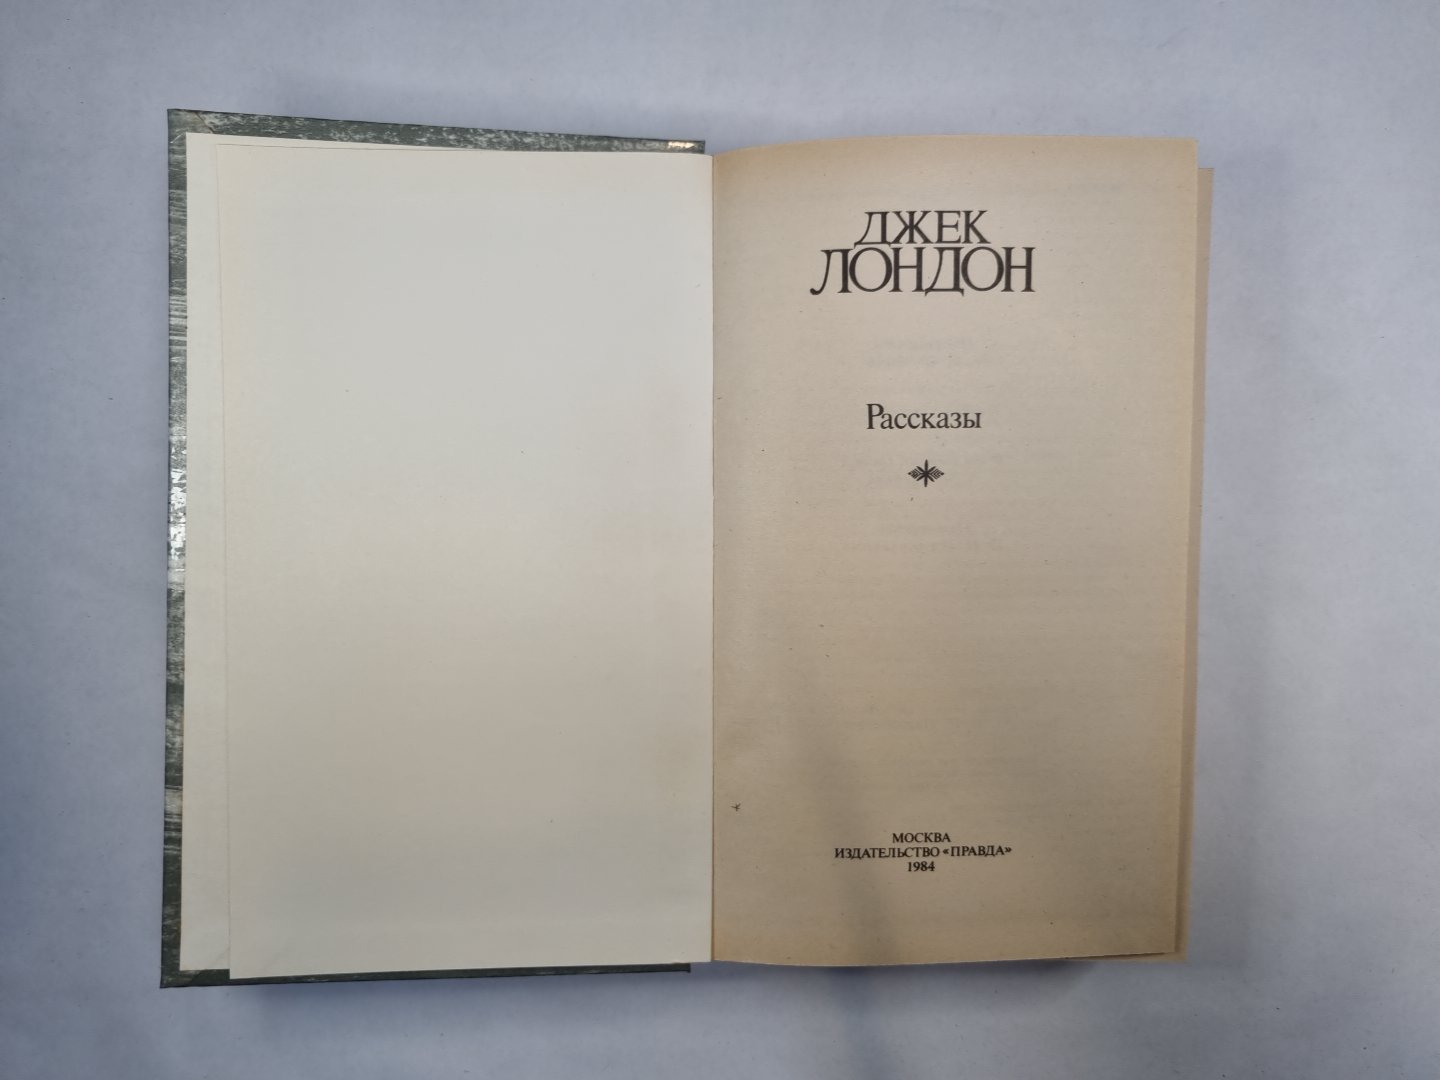 ДЖЕК
ЛОНДОН
Рассказы
МОСКВА
ИЗДАТЕЛЬСТВО «ПРАВДА»
1984